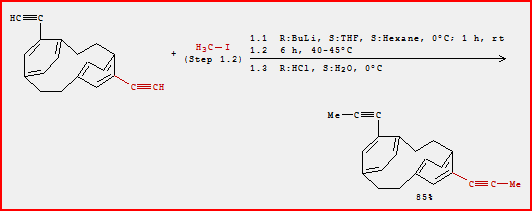 HC≡C
1.1 R:BuLi, S:THF, S:Hexane, 0°C; 1 h, rt
+ H₃C—I
1.2 6 h, 40-45°C
(Step 1.2)
1.3 R:HCl, S:H₂O, 0°C
C≡CH
Me—C≡C
C≡C—Me
85%